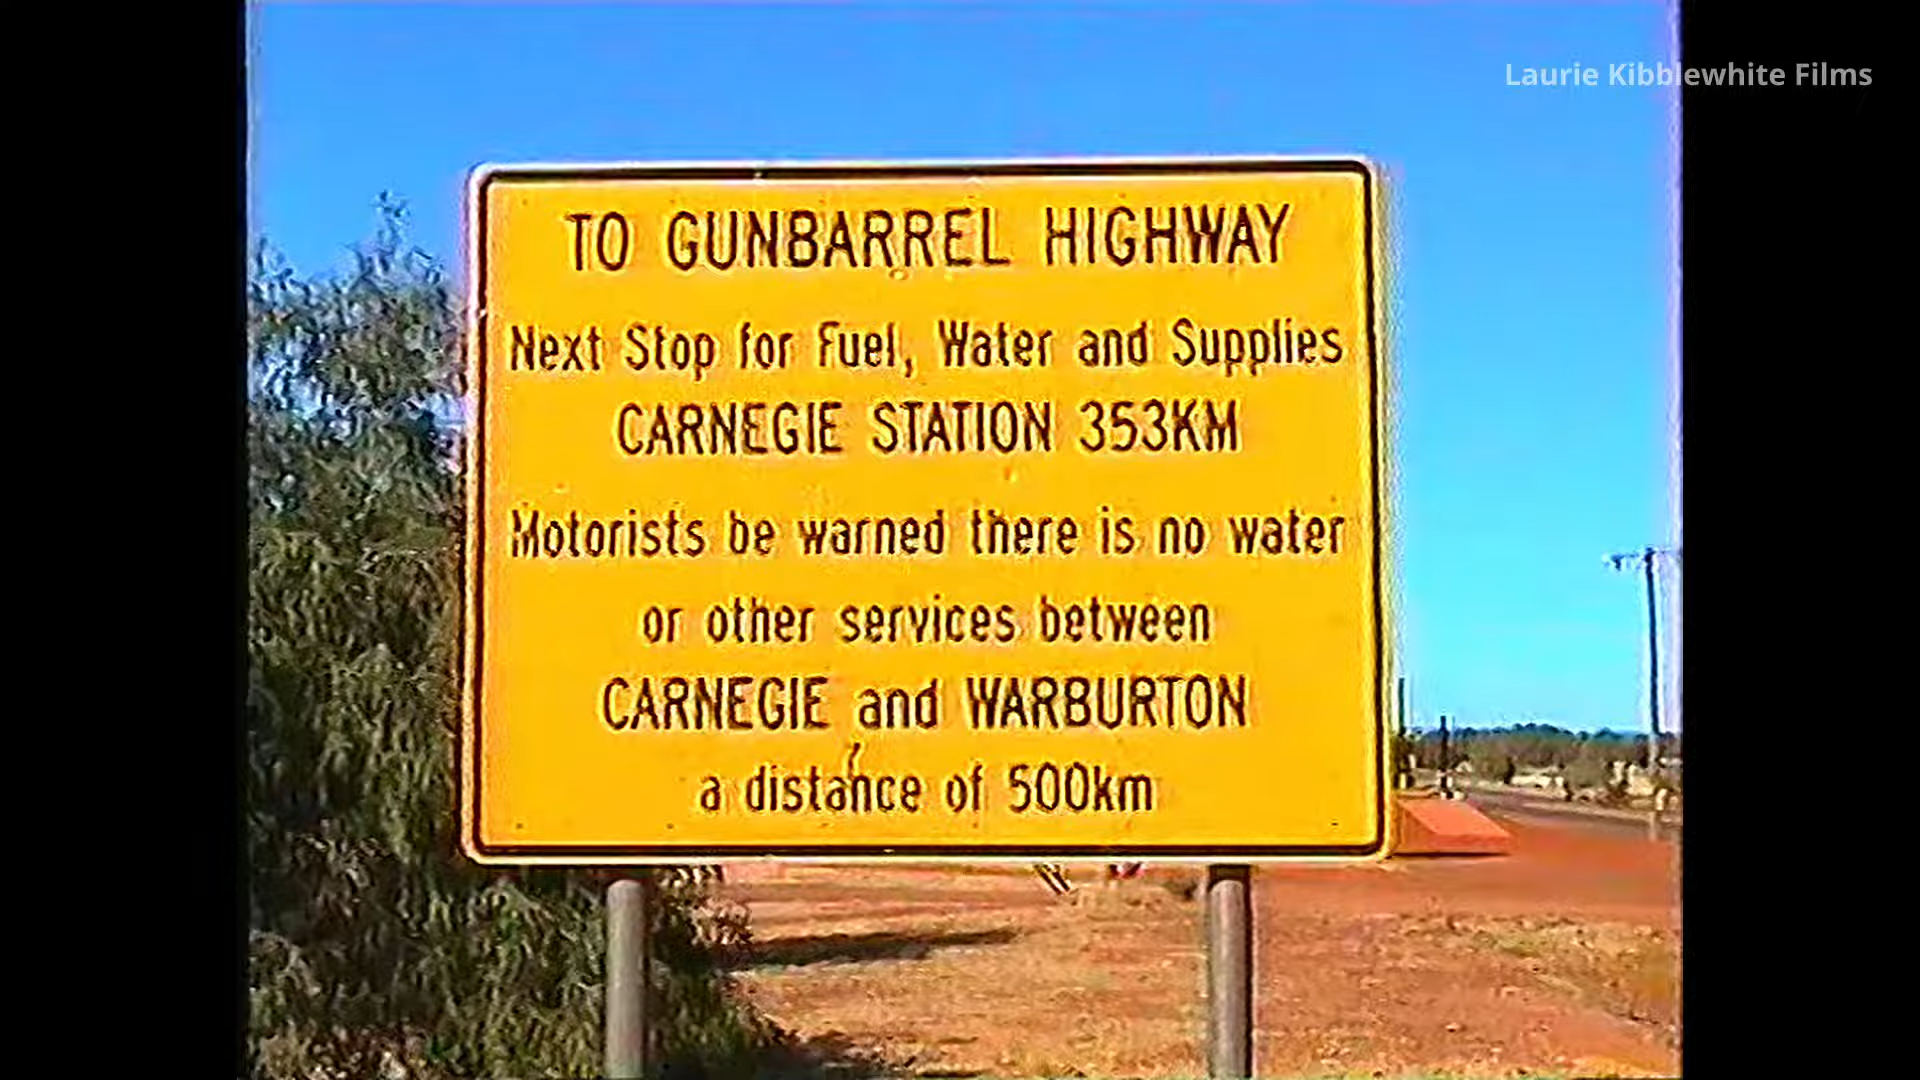 Laurie Kibblewhite Films
TO GUNBARREL HIGHWAY
Next Stop for Fuel, Water and Supplies
CARNEGIE STATION 353KM
Motorists be warned there is no water
or other services between
CARNEGIE and WARBURTON
a distance of 500km